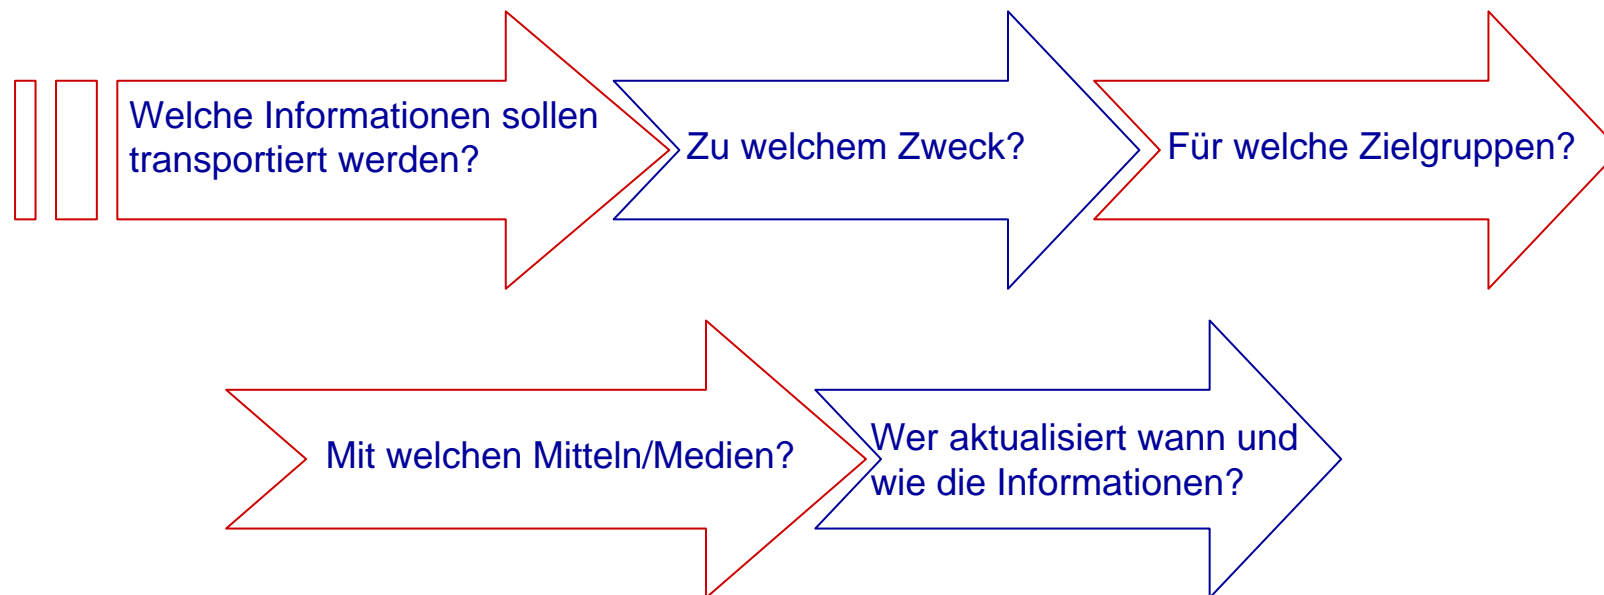 Welche Informationen sollen
transportiert werden?
Zu welchem Zweck?
Für welche Zielgruppen?
Mit welchen Mitteln/Medien?
Wer aktualisiert wann und
wie die Informationen?